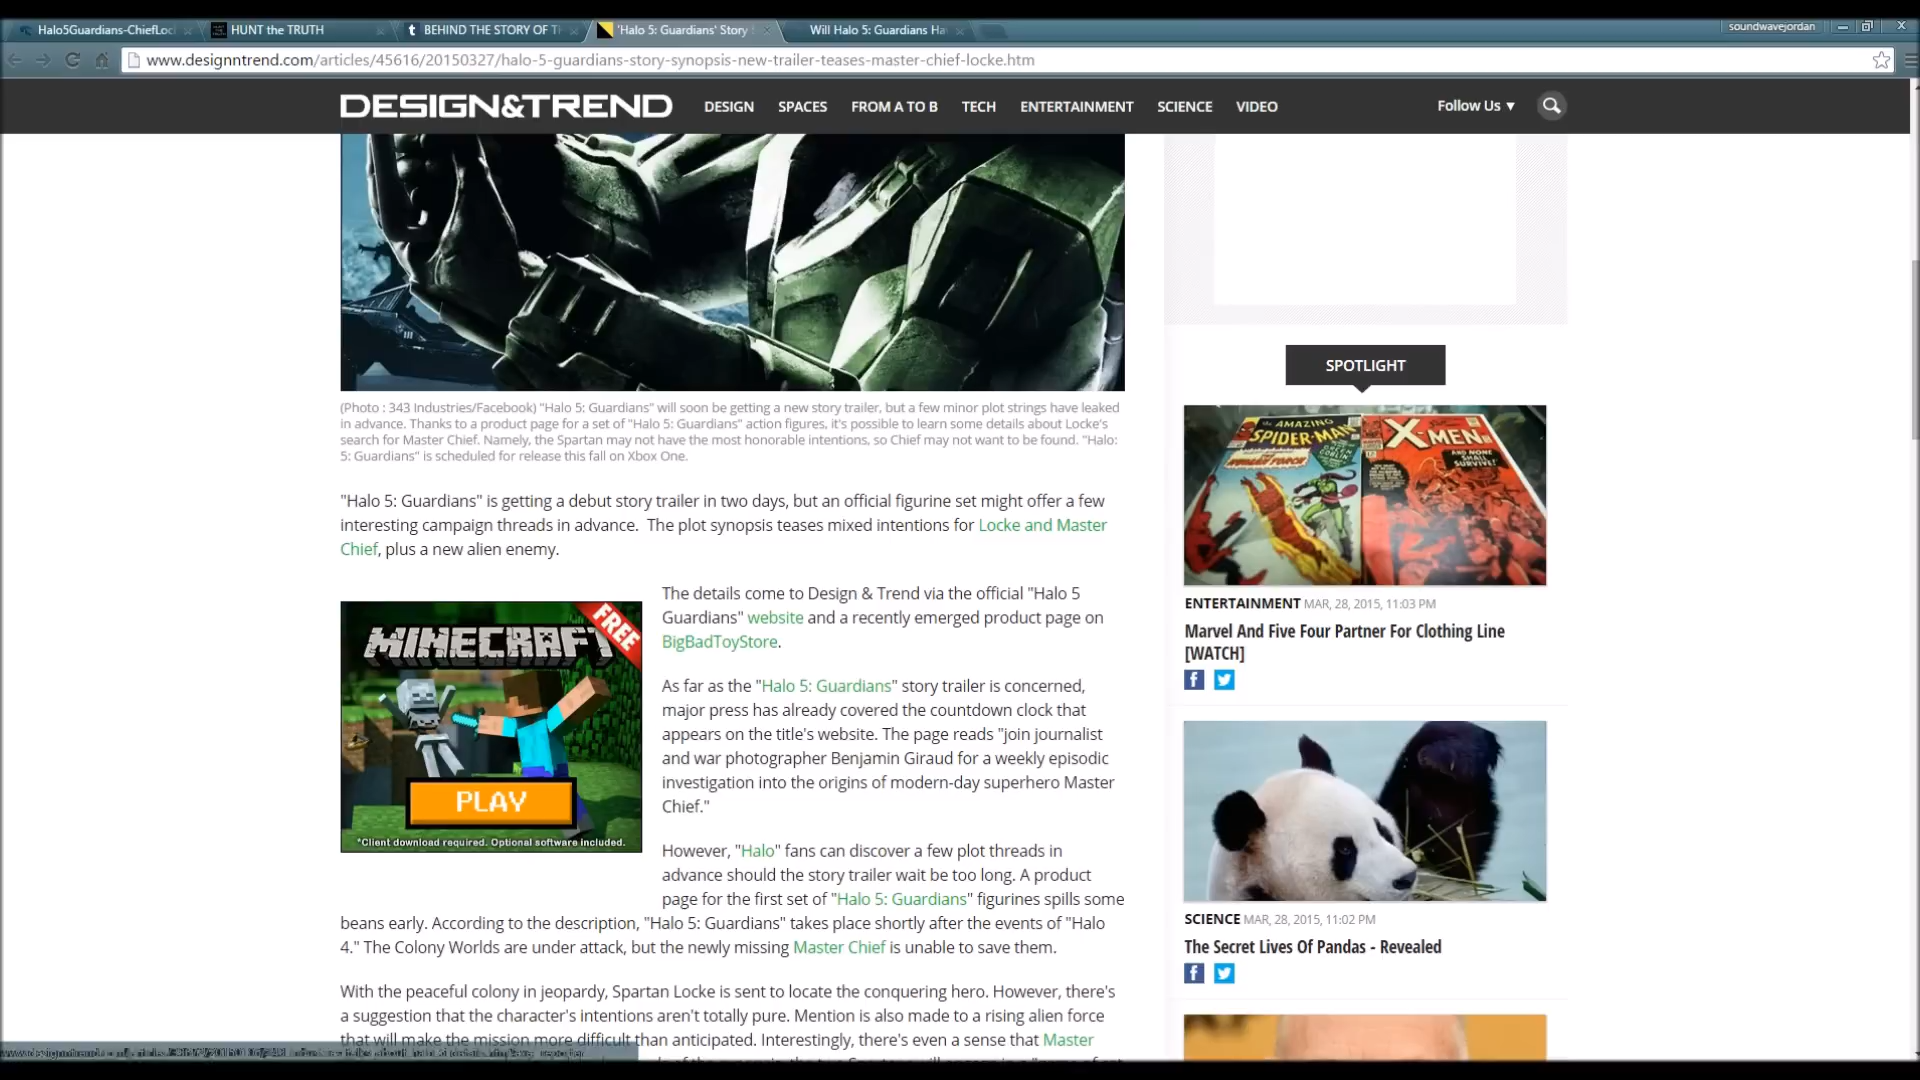 Halo5Guardians-ChiefLoc
HUNT the TRUTH
BEHIND THE STORY OF T
'Halo 5: Guardians' Story
Will Halo 5: Guardians Ha
soundwavejordan
www.designntrend.com/articles/45616/20150327/halo-5-guardians-story-synopsis-new-trailer-teases-master-chief-locke.htm
DESIGN&TREND
DESIGN SPACES FROM A TO B TECH ENTERTAINMENT SCIENCE VIDEO
Follow Us ▼
(Photo : 343 Industries/Facebook) "Halo 5: Guardians" will soon be getting a new story trailer, but a few minor plot strings have leaked
in advance. Thanks to a product page for a set of "Halo 5: Guardians" action figures, it's possible to learn some details about Locke's
search for Master Chief. Namely, the Spartan may not have the most honorable intentions, so Chief may not want to be found. "Halo:
5: Guardians" is scheduled for release this fall on Xbox One.
"Halo 5: Guardians" is getting a debut story trailer in two days, but an official figurine set might offer a few
interesting campaign threads in advance. The plot synopsis teases mixed intentions for Locke and Master
Chief, plus a new alien enemy.
MINECRAFT
FREE
PLAY
*Client download required. Optional software included.
The details come to Design & Trend via the official "Halo 5
Guardians" website and a recently emerged product page on
BigBadToyStore.
As far as the "Halo 5: Guardians" story trailer is concerned,
major press has already covered the countdown clock that
appears on the title's website. The page reads "join journalist
and war photographer Benjamin Giraud for a weekly episodic
investigation into the origins of modern-day superhero Master
Chief."
However, "Halo" fans can discover a few plot threads in
advance should the story trailer wait be too long. A product
page for the first set of "Halo 5: Guardians" figurines spills some
beans early. According to the description, "Halo 5: Guardians" takes place shortly after the events of "Halo
4." The Colony Worlds are under attack, but the newly missing Master Chief is unable to save them.
With the peaceful colony in jeopardy, Spartan Locke is sent to locate the conquering hero. However, there's
a suggestion that the character's intentions aren't totally pure. Mention is also made to a rising alien force
that will make the mission more difficult than anticipated. Interestingly, there's even a sense that Master
SPOTLIGHT
THE AMAZING
SPIDER-MAN
X-MEN
AND NONE
SHALL
SURVIVE!
ENTERTAINMENT MAR, 28, 2015, 11:03 PM
Marvel And Five Four Partner For Clothing Line
[WATCH]
SCIENCE MAR, 28, 2015, 11:02 PM
The Secret Lives Of Pandas - Revealed